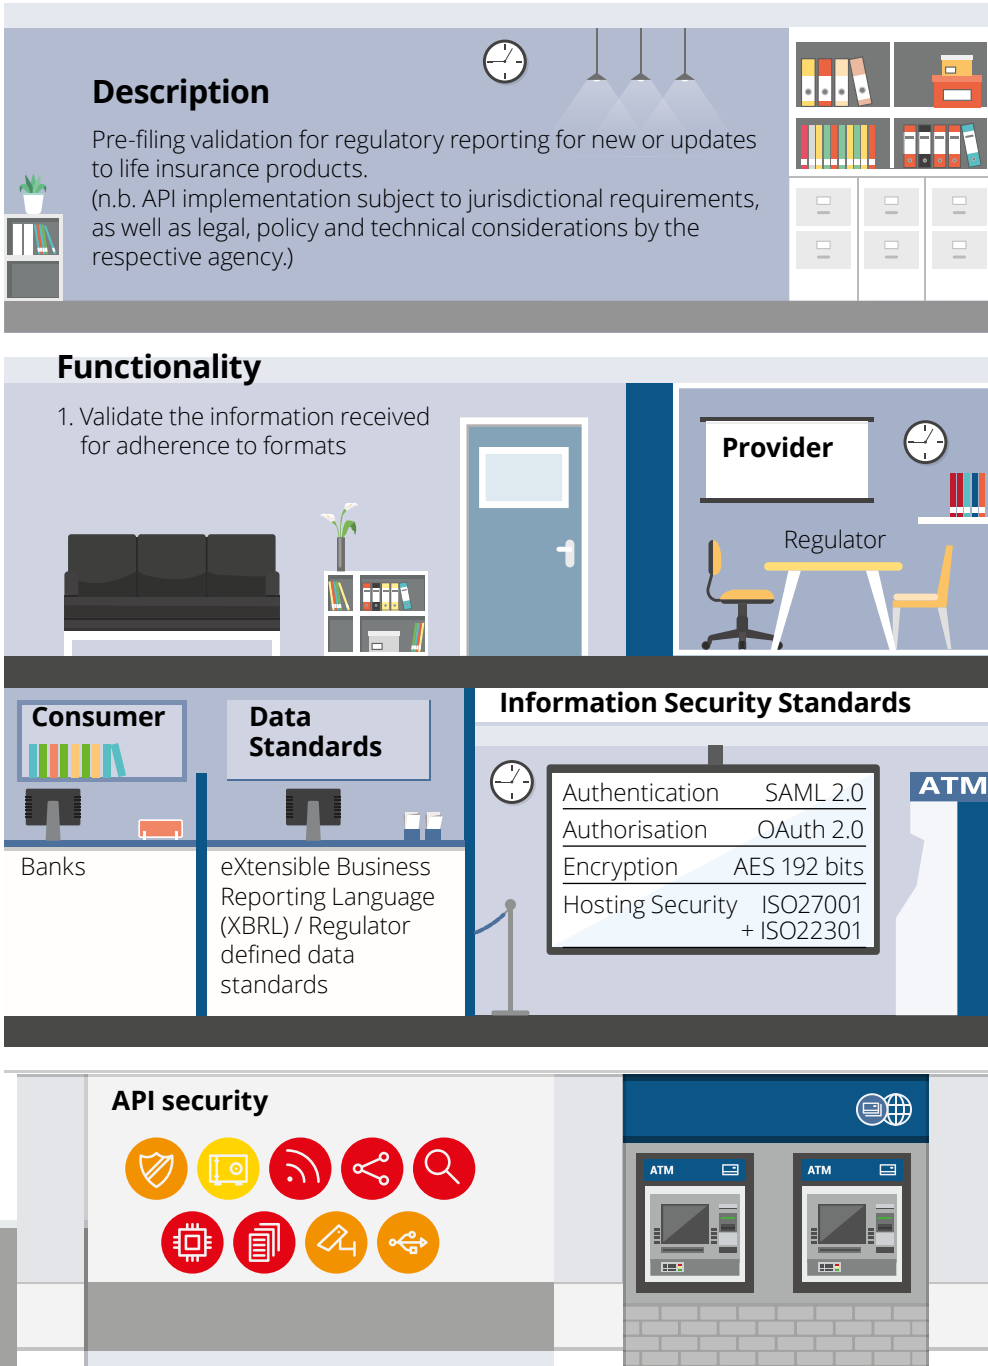 Description
Pre-filing validation for regulatory reporting for new or updates
to life insurance products.
(n.b. API implementation subject to jurisdictional requirements,
as well as legal, policy and technical considerations by the
respective agency.)
Functionality
1. Validate the information received
for adherence to formats
Provider
Regulator
Consumer
Banks
Data
Standards
eXtensible Business
Reporting Language
(XBRL) / Regulator
defined data
standards
Information Security Standards
Authentication SAML 2.0
Authorisation OAuth 2.0
Encryption AES 192 bits
Hosting Security ISO27001
+ ISO22301
ATM
API security
ATM
ATM